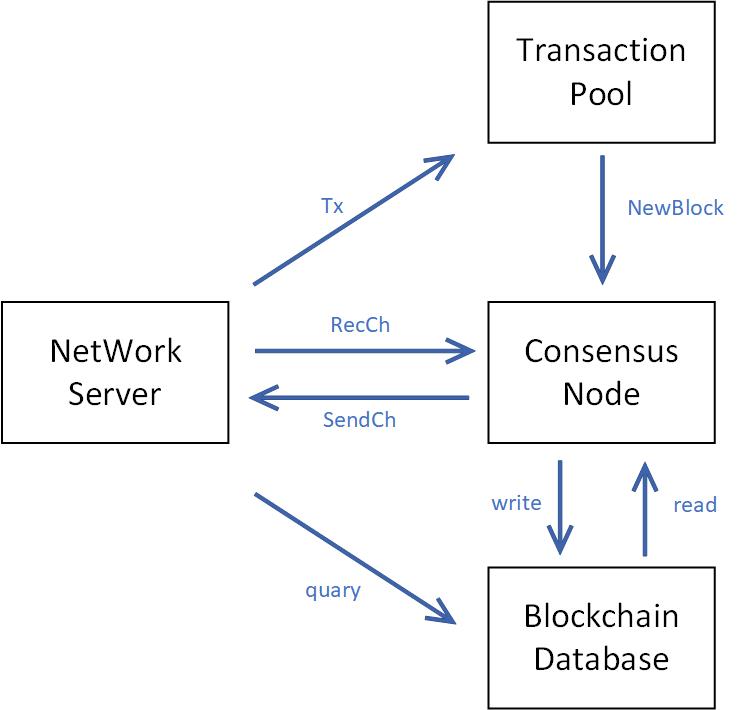 Transaction
Pool
Tx
NewBlock
NetWork
Server
RecCh
SendCh
Consensus
Node
write
read
quary
Blockchain
Database